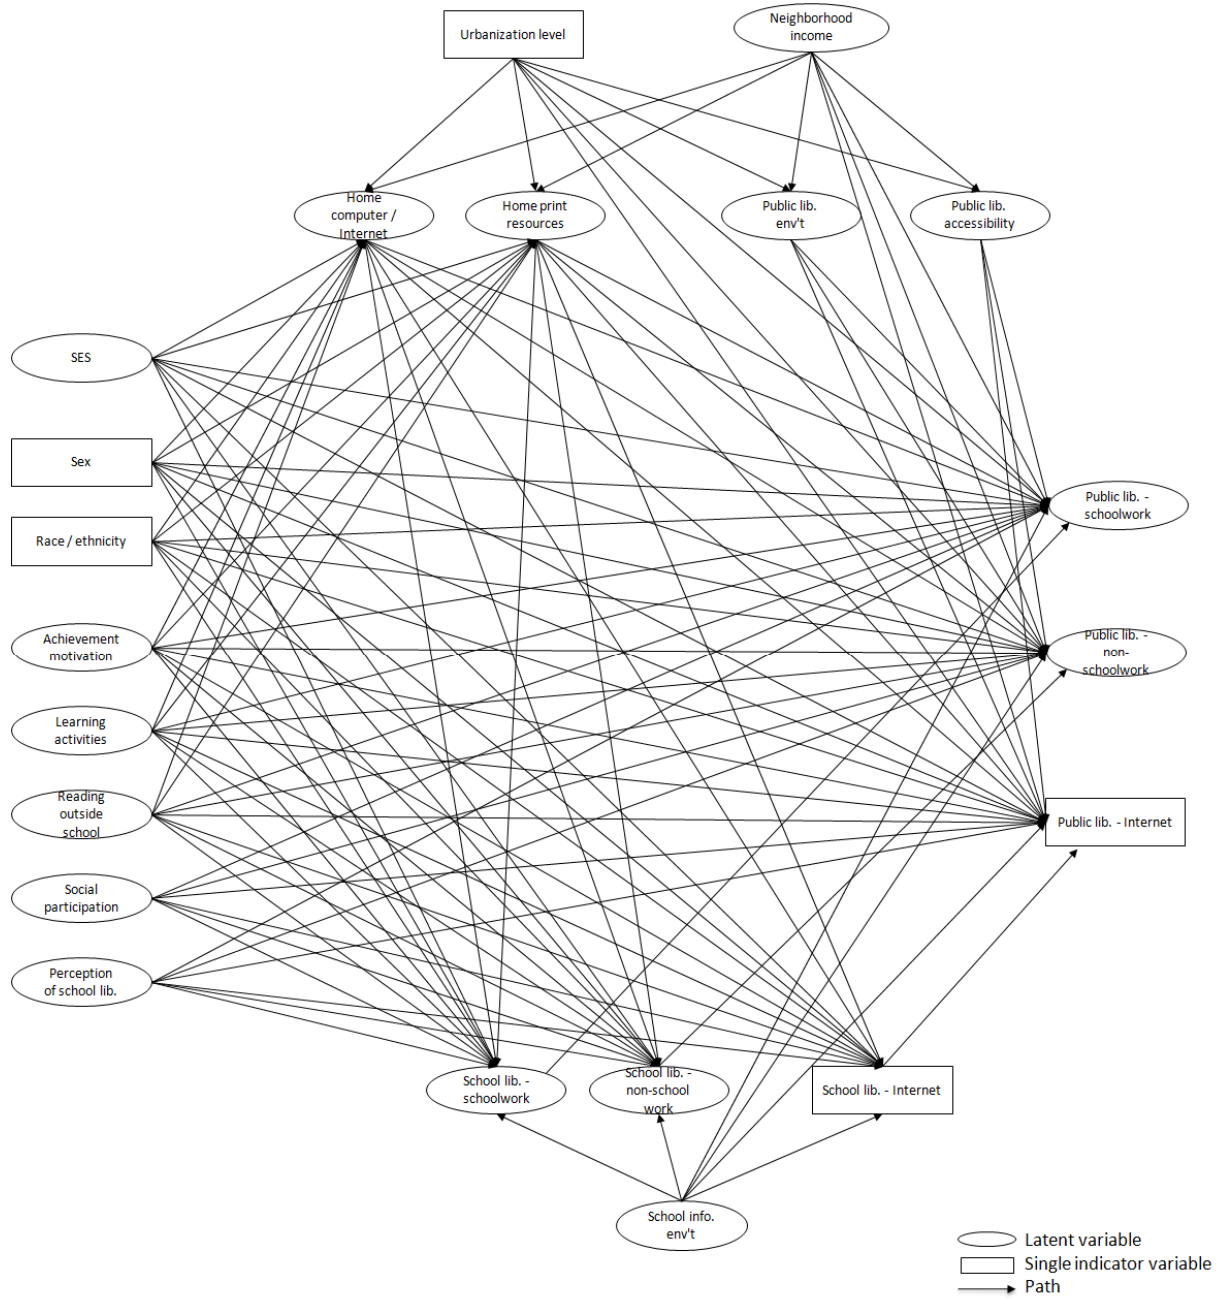 Urbanization level
Neighborhood
income
Home
computer /
Internet
Home print
resources
Public lib.
env't
Public lib.
accessibility
SES
Sex
Race / ethnicity
Achievement
motivation
Learning
activities
Reading
outside
school
Social
participation
Perception
of school lib.
Public lib. -
schoolwork
Public lib. -
non-
schoolwork
Public lib. - Internet
School lib. -
schoolwork
School lib. -
non-school
work
School lib. - Internet
School info.
env't
Latent variable
Single indicator variable
Path